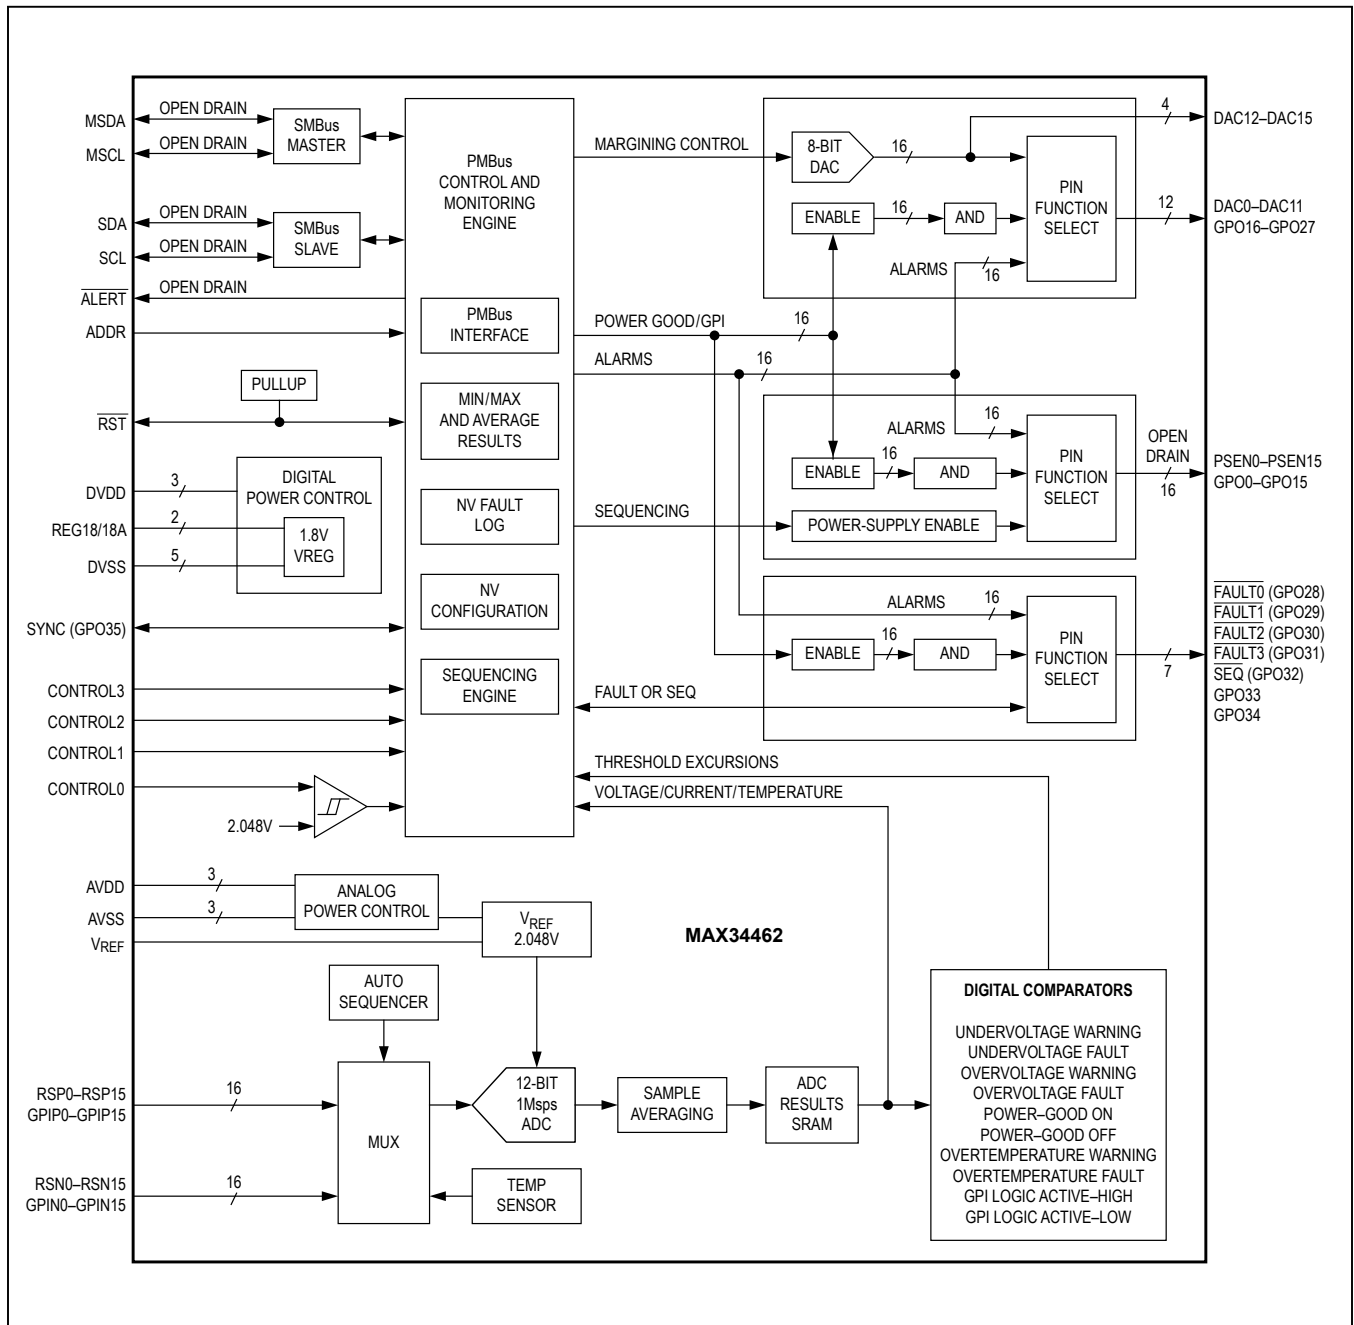 MSDA
OPEN DRAIN
MSCL
OPEN DRAIN
SMBus
MASTER
SDA
OPEN DRAIN
SCL
OPEN DRAIN
SMBus
SLAVE
ALERT
OPEN DRAIN
ADDR
PULLUP
RST
DVDD
3
REG18/18A
2
DVSS
5
DIGITAL
POWER CONTROL
1.8V
VREG
SYNC (GPO35)
CONTROL3
CONTROL2
CONTROL1
CONTROL0
2.048V
PMBus
CONTROL AND
MONITORING
ENGINE
PMBus
INTERFACE
MIN/MAX
AND AVERAGE
RESULTS
NV FAULT
LOG
NV
CONFIGURATION
SEQUENCING
ENGINE
MARGINING CONTROL
POWER GOOD/GPI
16
ALARMS
16
SEQUENCING
FAULT OR SEQ
THRESHOLD EXCURSIONS
VOLTAGE/CURRENT/TEMPERATURE
8-BIT
DAC
16
ENABLE
16
AND
ALARMS
16
PIN
FUNCTION
SELECT
4
DAC12–DAC15
12
DAC0–DAC11
GPO16–GPO27
ALARMS
16
ENABLE
16
AND
POWER-SUPPLY ENABLE
PIN
FUNCTION
SELECT
OPEN
DRAIN
16
PSEN0–PSEN15
GPO0–GPO15
ALARMS
16
ENABLE
16
AND
PIN
FUNCTION
SELECT
7
FAULT0 (GPO28)
FAULT1 (GPO29)
FAULT2 (GPO30)
FAULT3 (GPO31)
SEQ (GPO32)
GPO33
GPO34
AVDD
3
AVSS
3
VREF
ANALOG
POWER CONTROL
VREF
2.048V
MAX34462
AUTO
SEQUENCER
RSP0–RSP15
GPIP0–GPIP15
16
RSN0–RSN15
GPIN0–GPIN15
16
MUX
12-BIT
1Msps
ADC
TEMP
SENSOR
SAMPLE
AVERAGING
ADC
RESULTS
SRAM
DIGITAL COMPARATORS
UNDERVOLTAGE WARNING
UNDERVOLTAGE FAULT
OVERVOLTAGE WARNING
OVERVOLTAGE FAULT
POWER–GOOD ON
POWER–GOOD OFF
OVERTEMPERATURE WARNING
OVERTEMPERATURE FAULT
GPI LOGIC ACTIVE–HIGH
GPI LOGIC ACTIVE–LOW